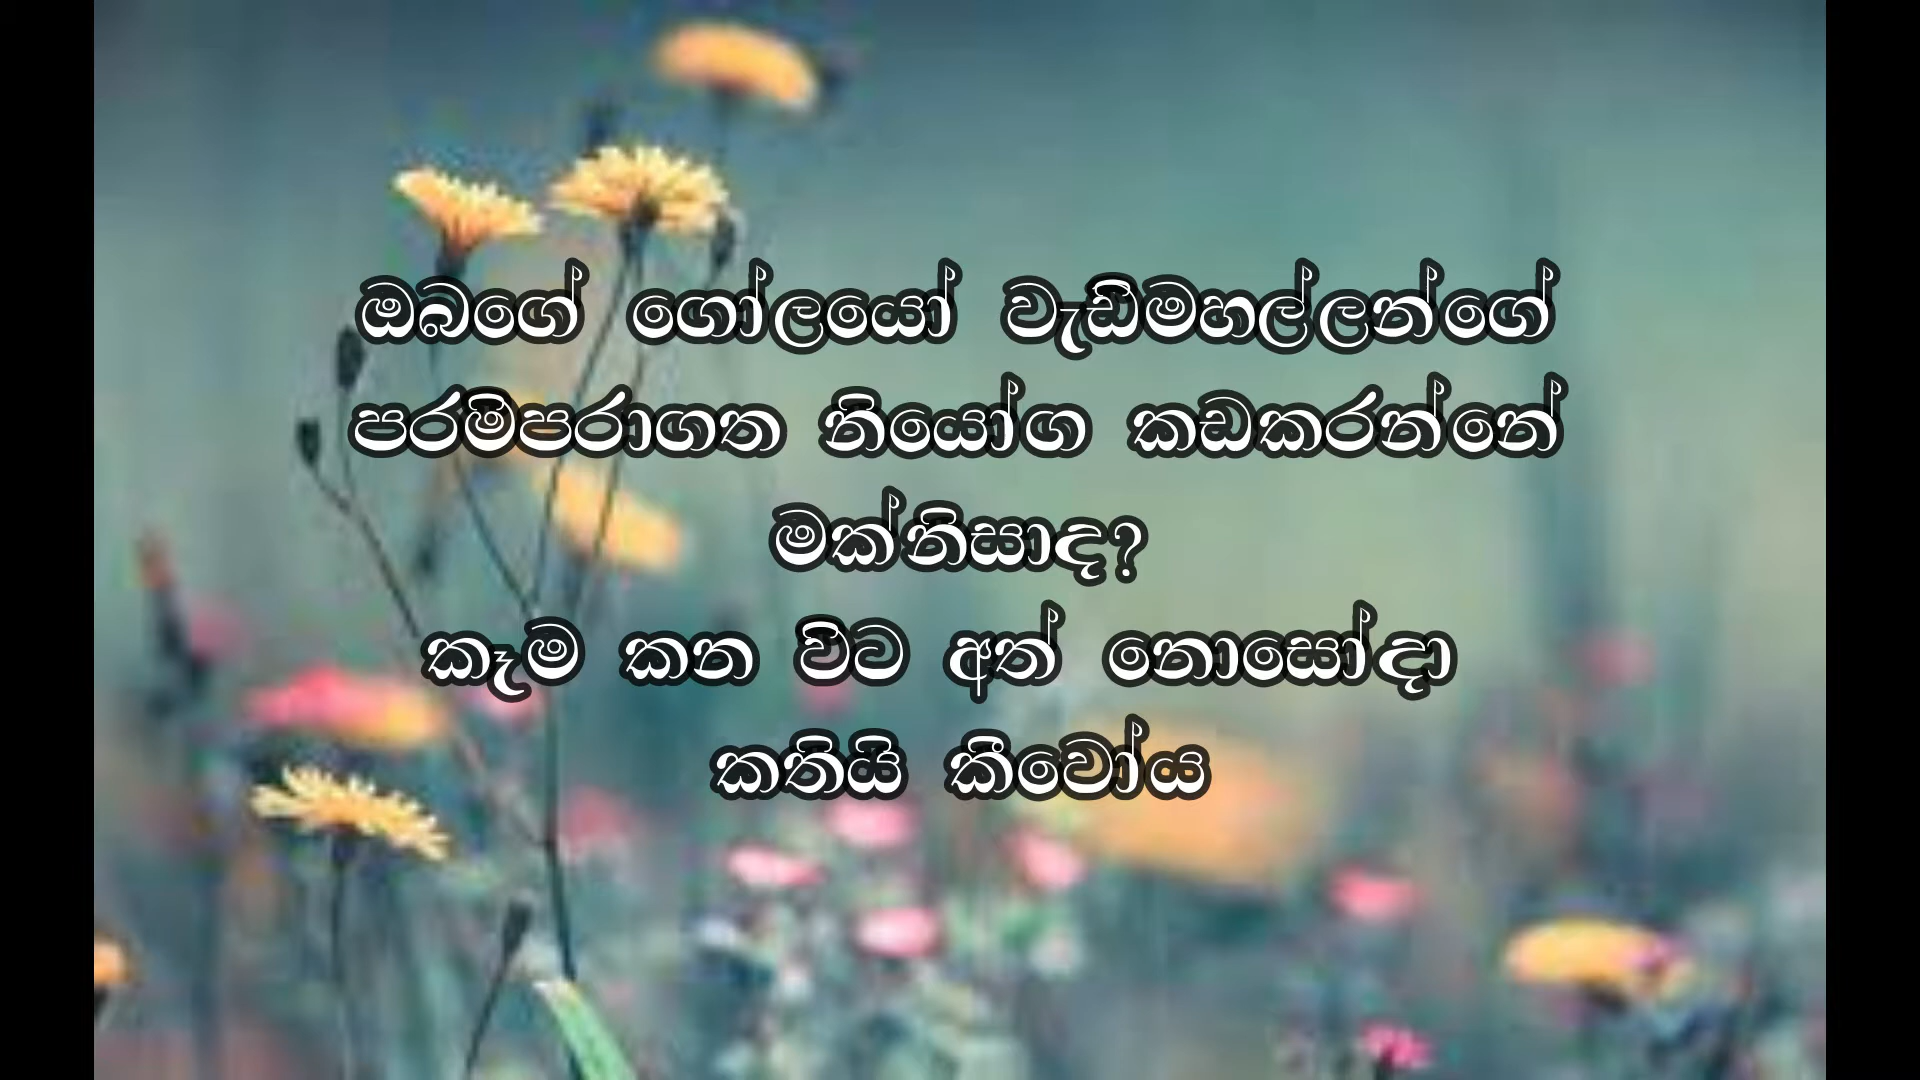 ඔබගේ ගෝලයෝ වැඩිමහල්ලන්ගේ
පරම්පරාගත නියෝග කඩකරන්නේ
මක්නිසාද?
කෑම කන විට අත් නොසෝදා
කතියි කීවෝය